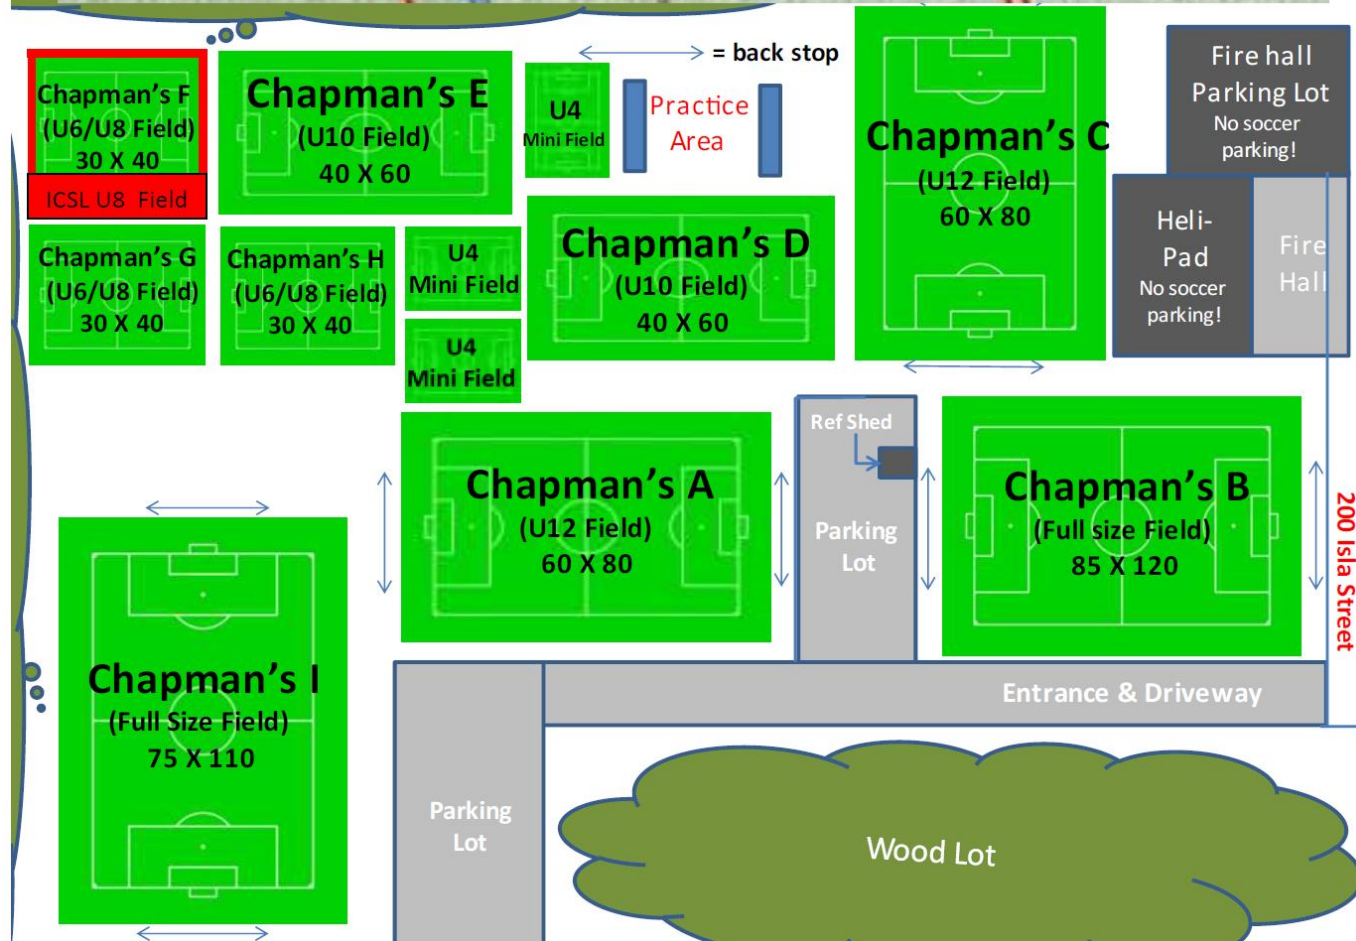 = back stop
Chapman's F
(U6/U8 Field)
30 X 40
ICSL U8 Field
Chapman's E
(U10 Field)
40 X 60
U4
Mini Field
Practice
Area
Chapman's C
(U12 Field)
60 X 80
Fire hall
Parking Lot
No soccer
parking!
Heli-
Pad
No soccer
parking!
Fire
Hall
Chapman's G
(U6/U8 Field)
30 X 40
Chapman's H
(U6/U8 Field)
30 X 40
U4
Mini Field
U4
Mini Field
Chapman's D
(U10 Field)
40 X 60
Chapman's A
(U12 Field)
60 X 80
Ref Shed
Parking
Lot
Chapman's B
(Full size Field)
85 X 120
200 Isla Street
Chapman's I
(Full Size Field)
75 X 110
Entrance & Driveway
Parking
Lot
Wood Lot